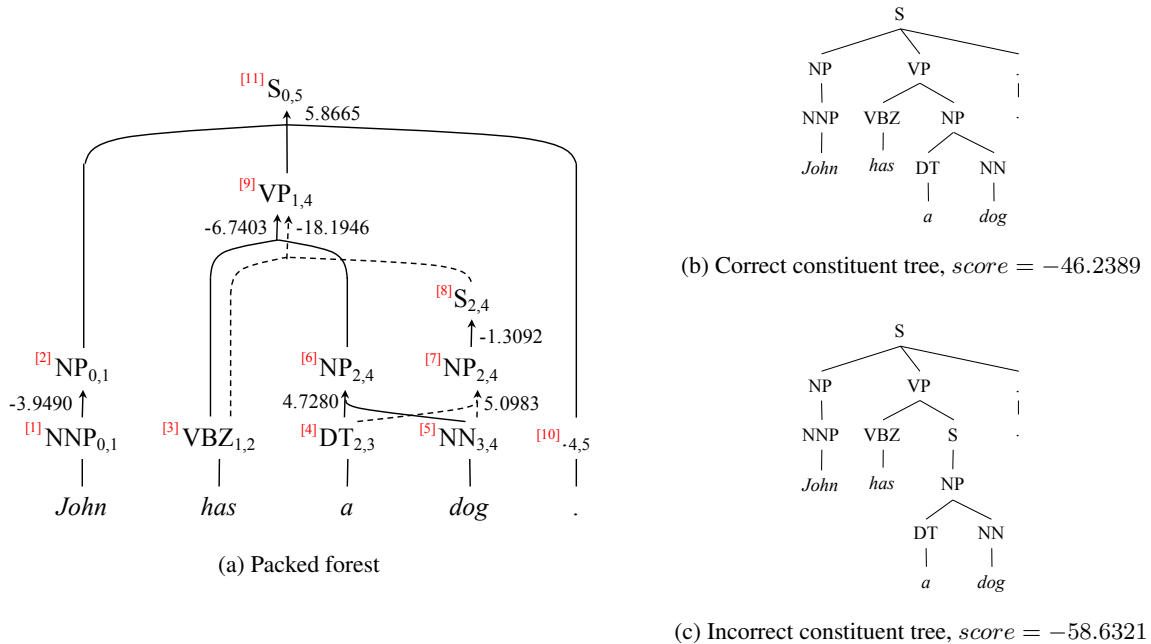 [11]S0,5
5.8665
[9]VP1,4
-6.7403 -18.1946
[8]S2,4
-1.3092
[2]NP0,1 [6]NP2,4 [7]NP2,4
-3.9490 4.7280 5.0983
[1]NNP0,1 [3]VBZ1,2 [4]DT2,3 [5]NN3,4 [10].4,5
John has a dog .
(a) Packed forest
S
NP VP .
NNP VBZ NP .
John has DT NN
a dog
(b) Correct constituent tree, score = −46.2389
S
NP VP .
NNP VBZ S .
John has NP
DT NN
a dog
(c) Incorrect constituent tree, score = −58.6321